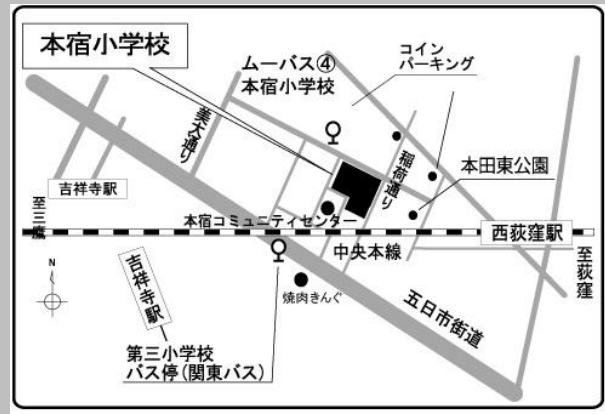 本宿小学校
ムーバス④
本宿小学校
コイン
パーキング
美大通り
稲荷通り
本田東公園
吉祥寺駅
至三鷹
本宿コミュニティセンター
中央本線
西荻窪駅
至荻窪
N
吉祥寺駅
焼肉きんぐ
五日市街道
第三小学校
バス停(関東バス)